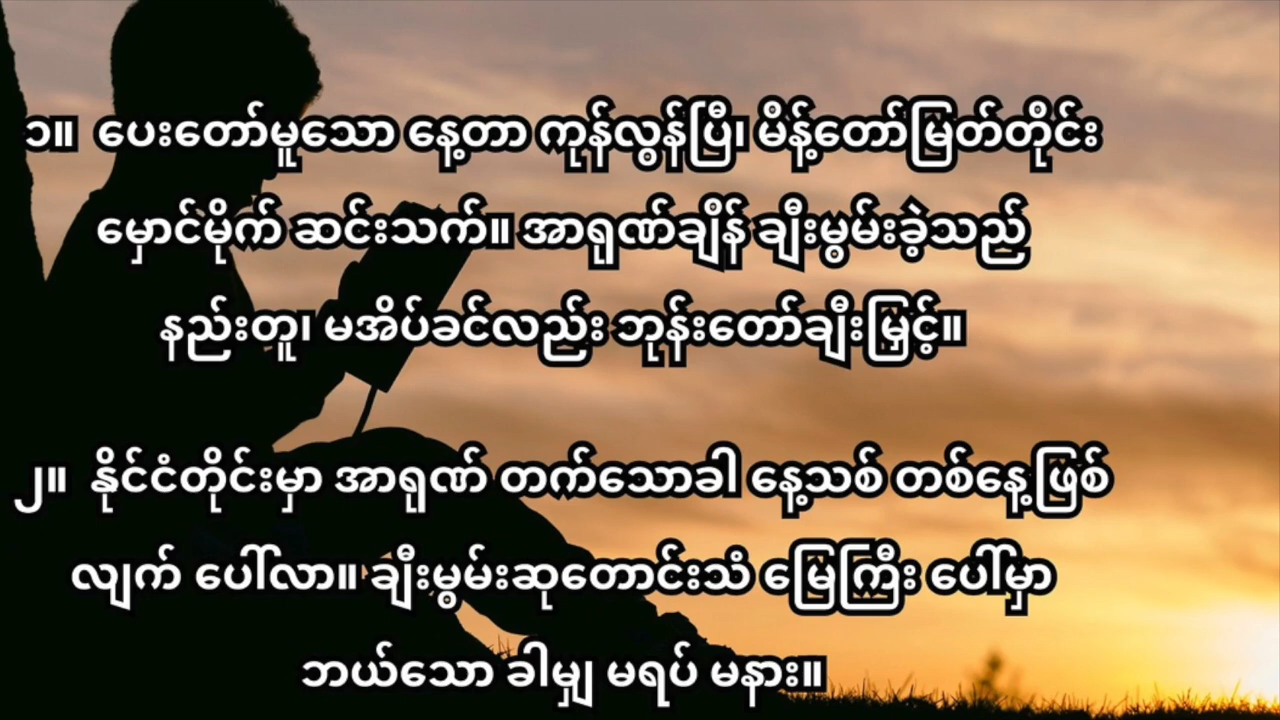 ၁။ ပေးတော်မူသော နေ့တာ ကုန်လွန်ပြီ၊ မိန့်တော်မြတ်တိုင်း
မှောင်မိုက် ဆင်းသက်။ အာရုဏ်ချိန် ချီးမွမ်းခဲ့သည်
နည်းတူ၊ မအိပ်ခင်လည်း ဘုန်းတော်ချီးမြှင့်။
၂။ နိုင်ငံတိုင်းမှာ အာရုဏ် တက်သောခါ နေ့သစ် တစ်နေ့ဖြစ်
လျက် ပေါ်လာ။ ချီးမွမ်းဆုတောင်းသံ မြေကြီး ပေါ်မှာ
ဘယ်သော ခါမျှ မရပ် မနား။